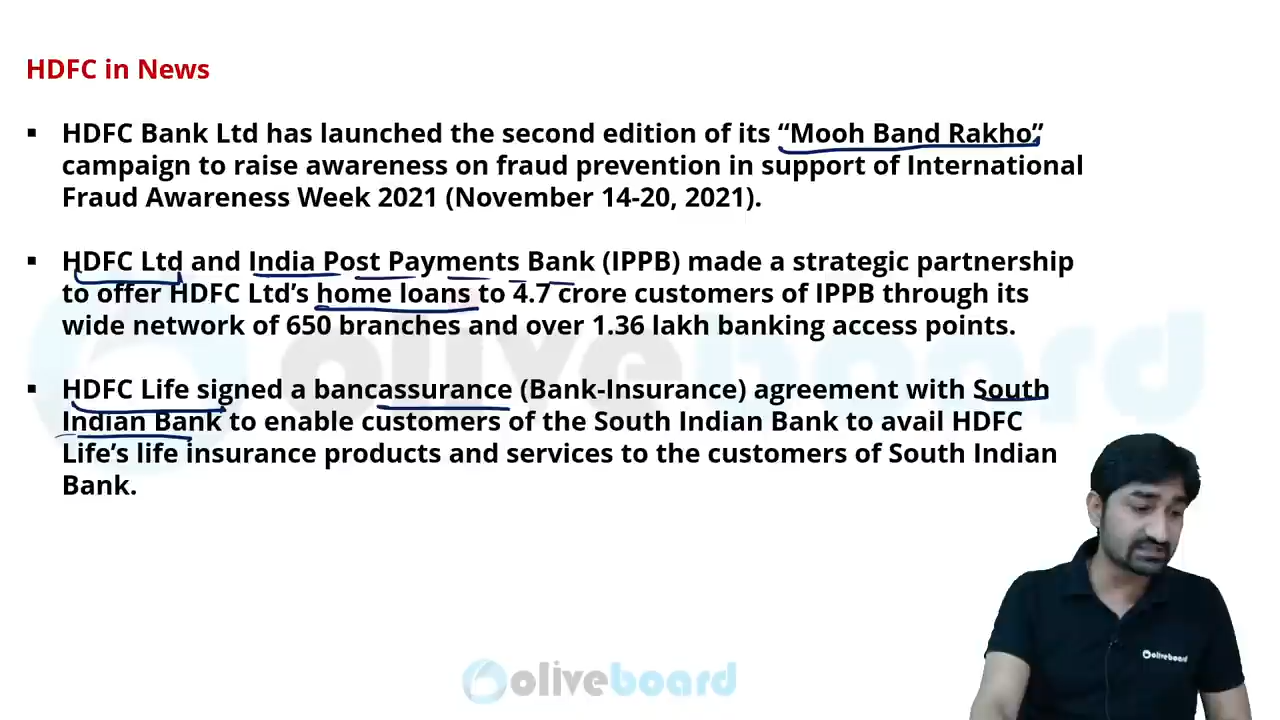 HDFC in News
▪ HDFC Bank Ltd has launched the second edition of its “Mooh Band Rakho”
campaign to raise awareness on fraud prevention in support of International
Fraud Awareness Week 2021 (November 14-20, 2021).
▪ HDFC Ltd and India Post Payments Bank (IPPB) made a strategic partnership
to offer HDFC Ltd’s home loans to 4.7 crore customers of IPPB through its
wide network of 650 branches and over 1.36 lakh banking access points.
▪ HDFC Life signed a bancassurance (Bank-Insurance) agreement with South
Indian Bank to enable customers of the South Indian Bank to avail HDFC
Life’s life insurance products and services to the customers of South Indian
Bank.
oliveboard
oliveboard
oliveboard